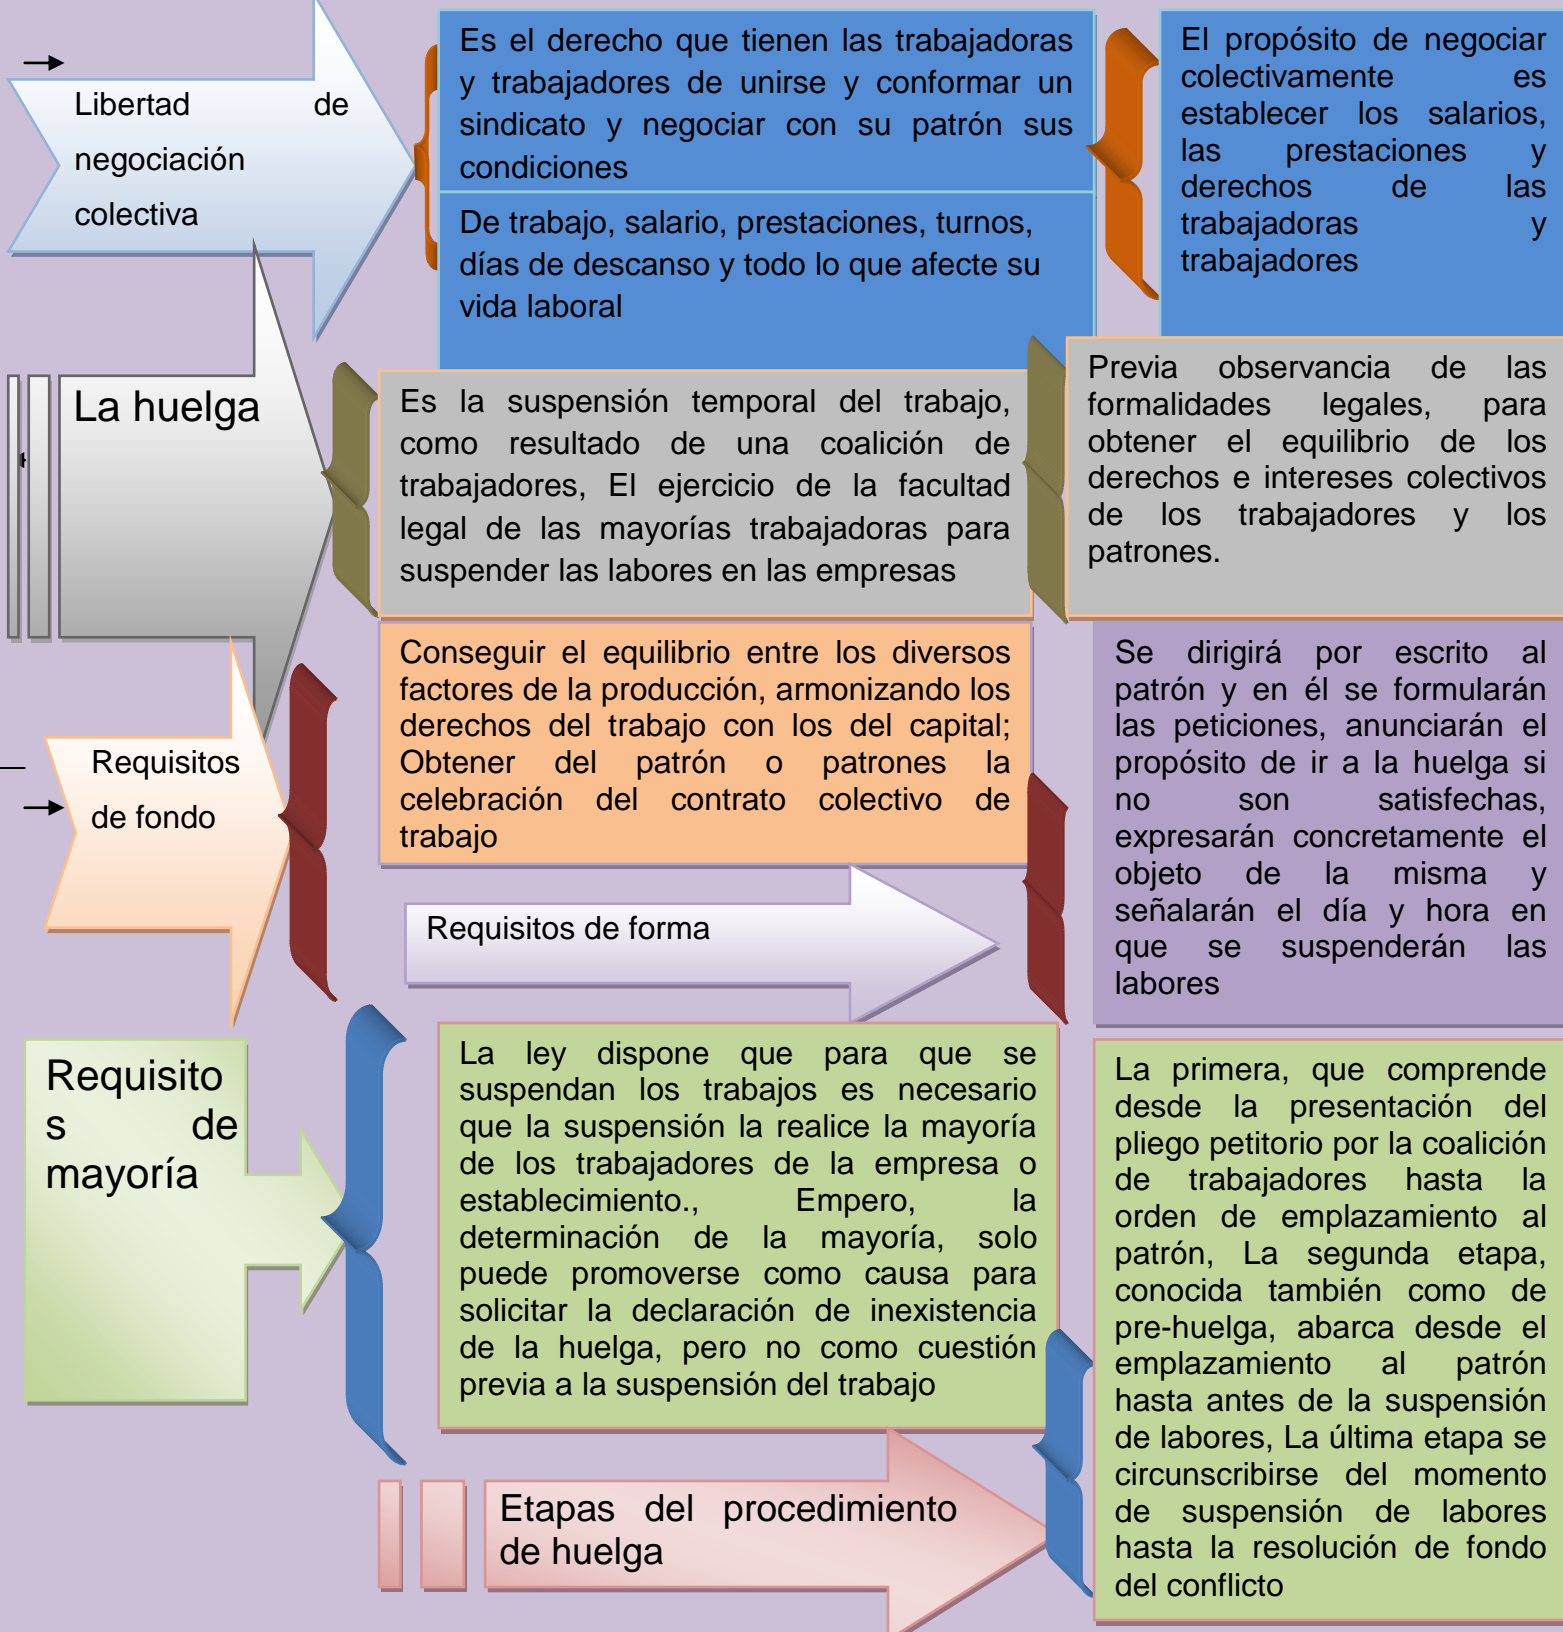 Libertad de
negociación
colectiva
Es el derecho que tienen las trabajadoras
y trabajadores de unirse y conformar un
sindicato y negociar con su patrón sus
condiciones
De trabajo, salario, prestaciones, turnos,
días de descanso y todo lo que afecte su
vida laboral
El propósito de negociar
colectivamente es
establecer los salarios,
las prestaciones y
derechos de las
trabajadoras y
trabajadores
La huelga
Es la suspensión temporal del trabajo,
como resultado de una coalición de
trabajadores, El ejercicio de la facultad
legal de las mayorías trabajadoras para
suspender las labores en las empresas
Previa observancia de las
formalidades legales, para
obtener el equilibrio de los
derechos e intereses colectivos
de los trabajadores y los
patrones.
Requisitos
de fondo
Conseguir el equilibrio entre los diversos
factores de la producción, armonizando los
derechos del trabajo con los del capital;
Obtener del patrón o patrones la
celebración del contrato colectivo de
trabajo
Requisitos de forma
Se dirigirá por escrito al
patrón y en él se formularán
las peticiones, anunciarán el
propósito de ir a la huelga si
no son satisfechas,
expresarán concretamente el
objeto de la misma y
señalarán el día y hora en
que se suspenderán las
labores
Requisito
s de
mayoría
La ley dispone que para que se
suspendan los trabajos es necesario
que la suspensión la realice la mayoría
de los trabajadores de la empresa o
establecimiento., Empero, la
determinación de la mayoría, solo
puede promoverse como causa para
solicitar la declaración de inexistencia
de la huelga, pero no como cuestión
previa a la suspensión del trabajo
Etapas del procedimiento
de huelga
La primera, que comprende
desde la presentación del
pliego petitorio por la coalición
de trabajadores hasta la
orden de emplazamiento al
patrón, La segunda etapa,
conocida también como de
pre-huelga, abarca desde el
emplazamiento al patrón
hasta antes de la suspensión
de labores, La última etapa se
circunscribirse del momento
de suspensión de labores
hasta la resolución de fondo
del conflicto